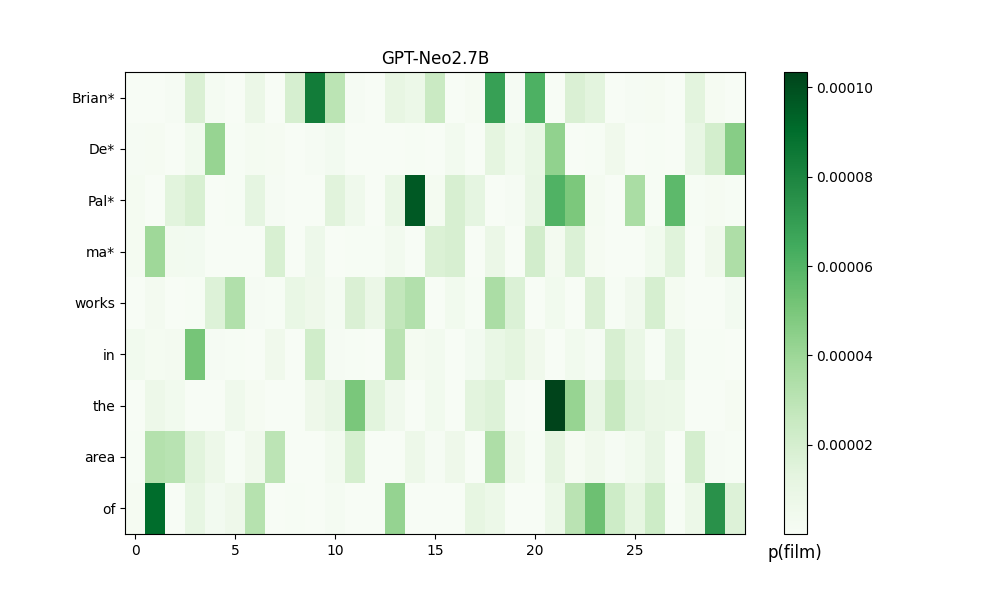 GPT-Neo2.7B
Brian*
De*
Pal*
ma*
works
in
the
area
of
0 5 10 15 20 25
0.00010
0.00008
0.00006
0.00004
0.00002
p(film)